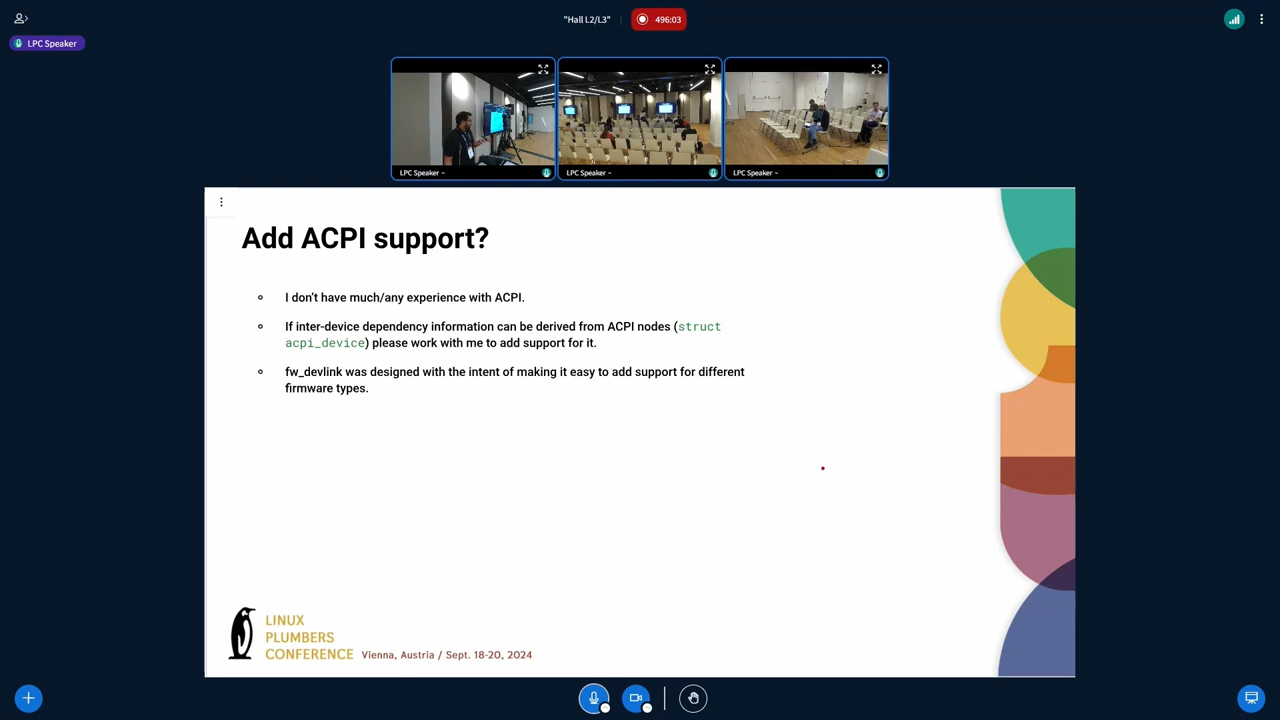 "Hall L2/L3"
496:03
LPC Speaker
LPC Speaker
LPC Speaker
LPC Speaker
Add ACPI support?
I don't have much/any experience with ACPI.
If inter-device dependency information can be derived from ACPI nodes (struct
acpi_device) please work with me to add support for it.
fw_devlink was designed with the intent of making it easy to add support for different
firmware types.
LINUX
PLUMBERS
CONFERENCE
Vienna, Austria / Sept. 18-20, 2024